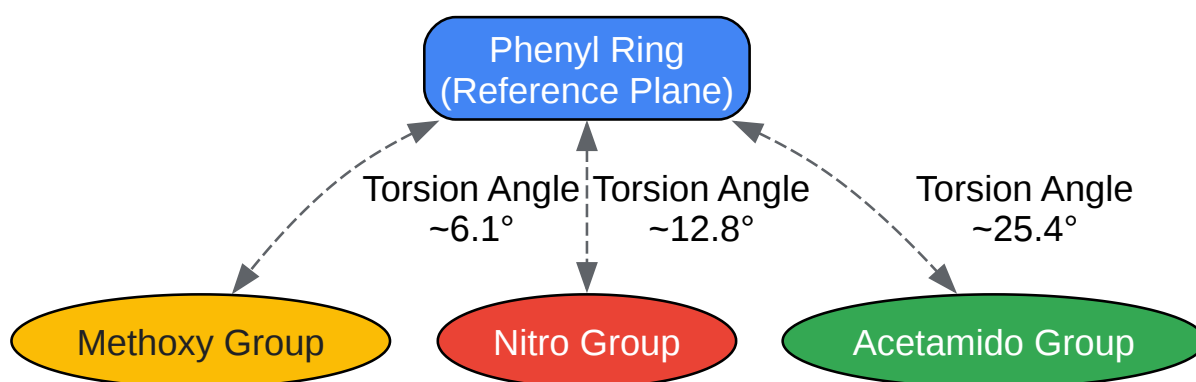 Phenyl Ring
(Reference Plane)
Torsion Angle
~6.1°
Torsion Angle
~12.8°
Torsion Angle
~25.4°
Methoxy Group
Nitro Group
Acetamido Group